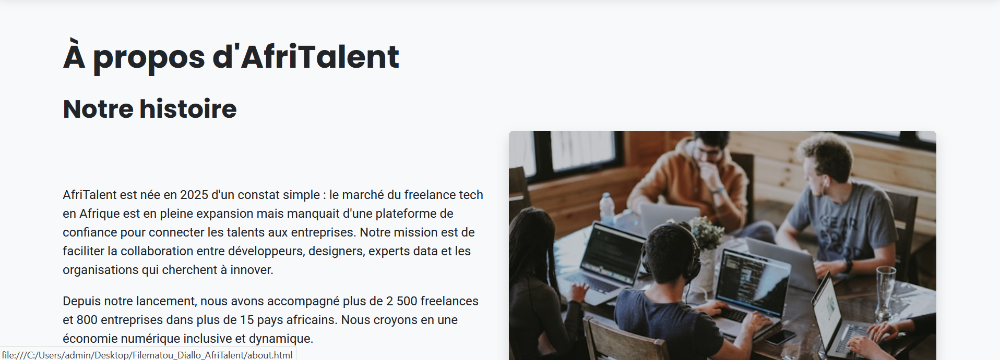 À propos d'AfriTalent
Notre histoire
AfriTalent est née en 2025 d'un constat simple : le marché du freelance tech
en Afrique est en pleine expansion mais manquait d'une plateforme de
confiance pour connecter les talents aux entreprises. Notre mission est de
faciliter la collaboration entre développeurs, designers, experts data et les
organisations qui cherchent à innover.
Depuis notre lancement, nous avons accompagné plus de 2 500 freelances
et 800 entreprises dans plus de 15 pays africains. Nous croyons en une
économie numérique inclusive et dynamique.
file:///C:/Users/admin/Desktop/Filematou_Diallo_AfriTalent/about.html